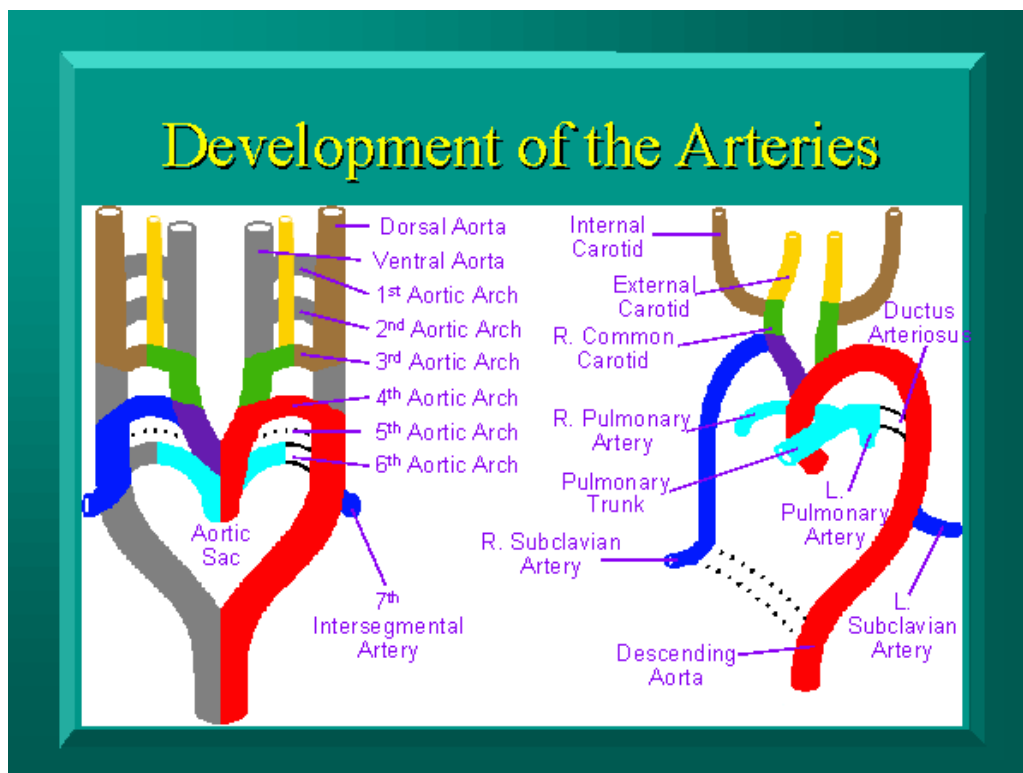 Development of the Arteries
Dorsal Aorta
Ventral Aorta
1st Aortic Arch
2nd Aortic Arch
3rd Aortic Arch
4th Aortic Arch
5th Aortic Arch
6th Aortic Arch
Aortic
Sac
7th
Intersegmental
Artery
Internal
Carotid
External
Carotid
R. Common
Carotid
Ductus
Arteriosus
R. Pulmonary
Artery
Pulmonary
Trunk
L.
Pulmonary
Artery
R. Subclavian
Artery
L.
Subclavian
Artery
Descending
Aorta